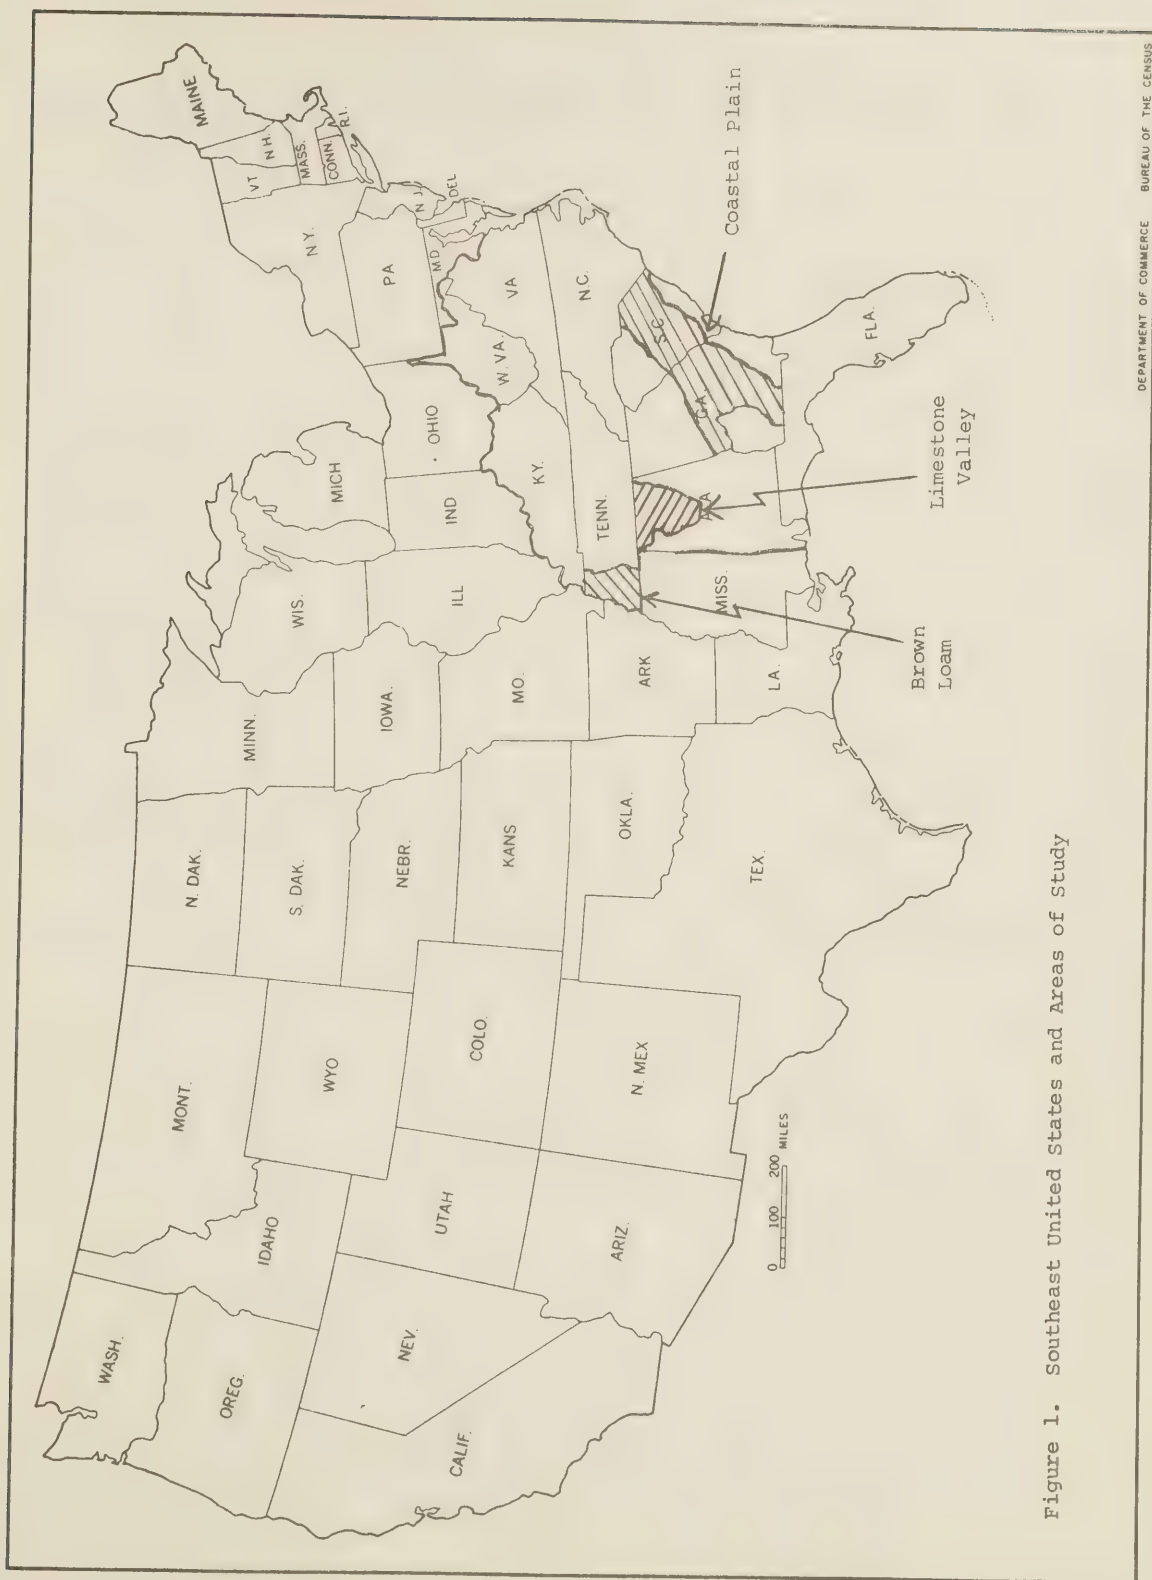 WASH.
OREG.
CALIF.
NEV.
IDAHO
MONT.
WYO
UTAH
ARIZ.
COLO.
N. MEX
N. DAK.
S. DAK.
NEBR.
KANS
OKLA.
TEX.
MINN.
IOWA.
MO.
ARK
LA.
WIS.
ILL
MICH
IND
OHIO
KY.
TENN.
MISS.
ALA
GA.
FLA.
S.C.
N.C.
VA
W. VA.
MD.
DEL
N J.
PA
N Y.
VT
N H.
MAINE
MASS.
CONN.
R.I.
0 100 200
MILES
Brown
Loam
Limestone
Valley
Coastal Plain
Figure 1. Southeast United States and Areas of Study
DEPARTMENT OF COMMERCE BUREAU OF THE CENSUS